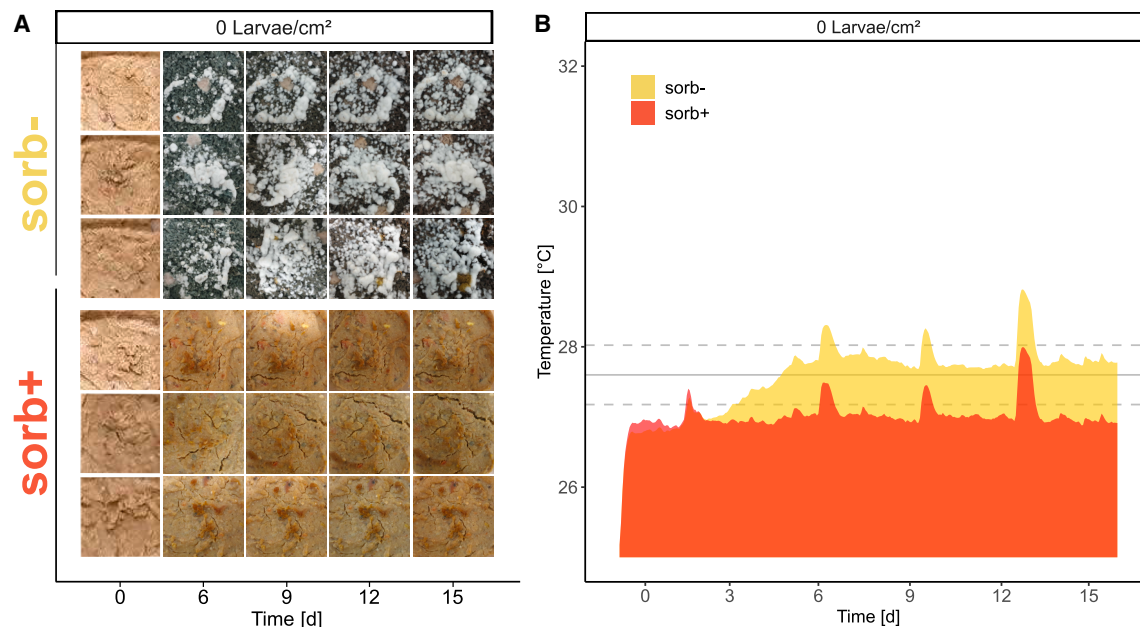 A
0 Larvae/cm²
sorb-
sorb+
0 6 9 12 15
Time [d]
B
0 Larvae/cm²
sorb-
sorb+
Temperature [°C]
32
30
28
26
0 3 6 9 12 15
Time [d]